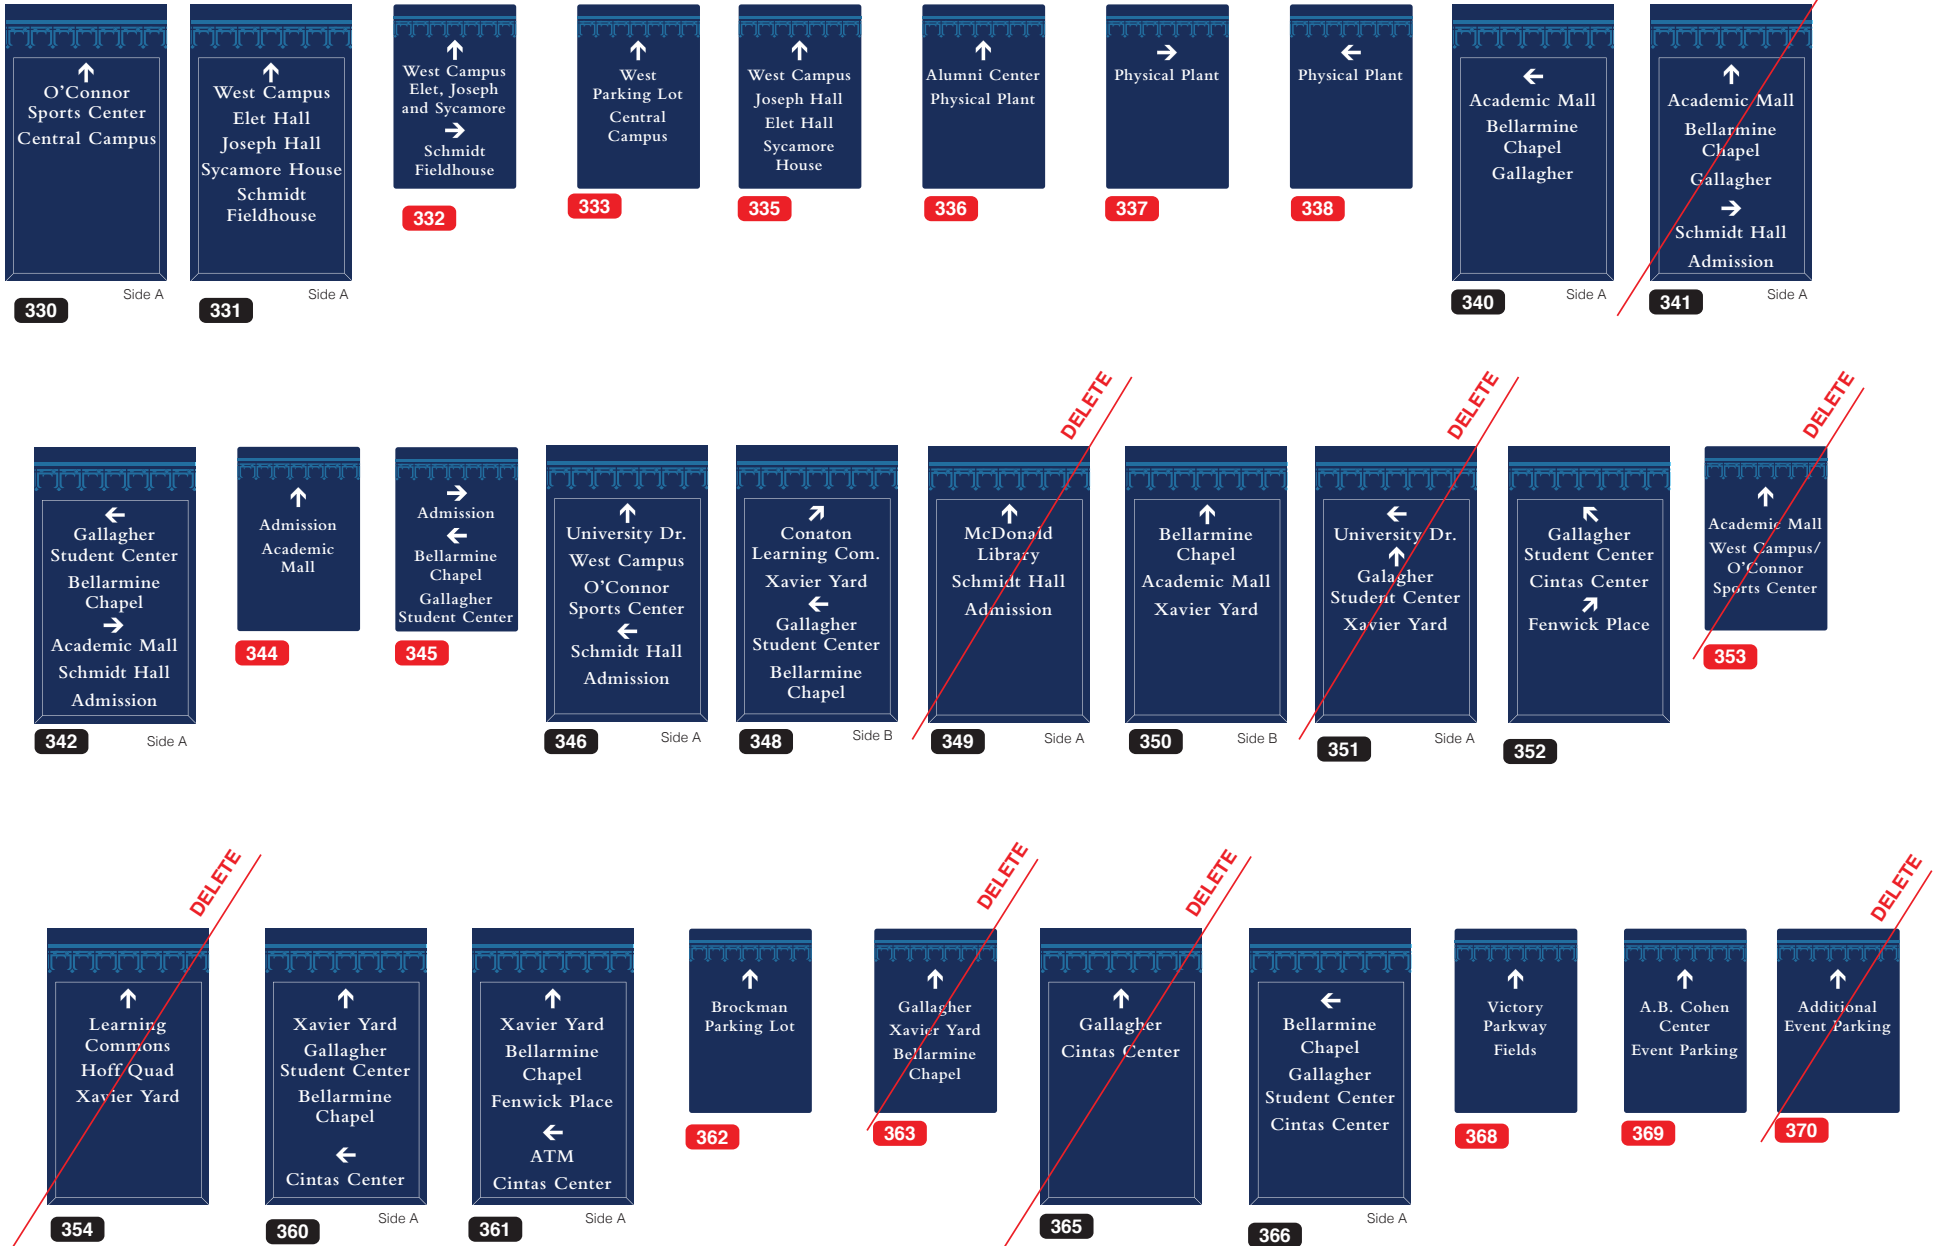 O'Connor
Sports Center
Central Campus
Side A
330
West Campus
Elet Hall
Joseph Hall
Sycamore House
Schmidt
Fieldhouse
Side A
331
West Campus
Elet, Joseph
and Sycamore
Schmidt
Fieldhouse
332
West
Parking Lot
Central
Campus
333
West Campus
Joseph Hall
Elet Hall
Sycamore
House
335
Alumni Center
Physical Plant
336
Physical Plant
337
Physical Plant
338
Academic Mall
Bellarmine
Chapel
Gallagher
340
Side A
Academic Mall
Bellarmine
Chapel
Gallagher
Schmidt Hall
Admission
341
Side A
Gallagher
Student Center
Bellarmine
Chapel
Academic Mall
Schmidt Hall
Admission
342
Side A
Admission
Academic
Mall
344
Admission
Bellarmine
Chapel
Gallagher
Student Center
345
University Dr.
West Campus
O'Connor
Sports Center
Schmidt Hall
Admission
346
Side A
Conaton
Learning Com.
Xavier Yard
Gallagher
Student Center
Bellarmine
Chapel
348
Side B
DELETE
McDonald
Library
Schmidt Hall
Admission
349
Side A
Bellarmine
Chapel
Academic Mall
Xavier Yard
350
Side B
DELETE
University Dr.
Galagher
Student Center
Xavier Yard
351
Side A
Gallagher
Student Center
Cintas Center
Fenwick Place
352
DELETE
Academic Mall
West Campus/
O'Connor
Sports Center
353
DELETE
Learning
Commons
Hoff Quad
Xavier Yard
354
Xavier Yard
Gallagher
Student Center
Bellarmine
Chapel
Cintas Center
360
Side A
Xavier Yard
Bellarmine
Chapel
Fenwick Place
ATM
Cintas Center
361
Side A
Brockman
Parking Lot
362
DELETE
Gallagher
Xavier Yard
Bellarmine
Chapel
363
DELETE
Gallagher
Cintas Center
365
Bellarmine
Chapel
Gallagher
Student Center
Cintas Center
366
Side A
Victory
Parkway
Fields
368
A.B. Cohen
Center
Event Parking
369
DELETE
Additional
Event Parking
370